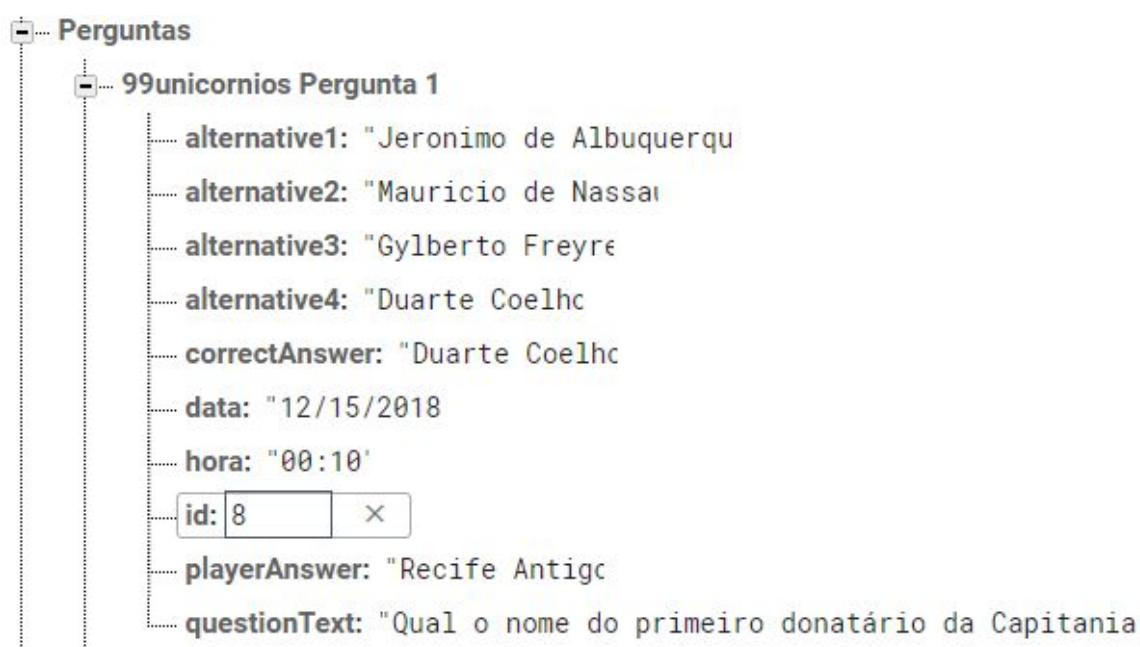 Perguntas
99unicornios Pergunta 1
alternative1: "Jeronimo de Albuquerqu
alternative2: "Mauricio de Nassau
alternative3: "Gylberto Freyre
alternative4: "Duarte Coelho
correctAnswer: "Duarte Coelho
data: "12/15/2018
hora: "00:10"
id: 8 ×
playerAnswer: "Recife Antigo
questionText: "Qual o nome do primeiro donatário da Capitania